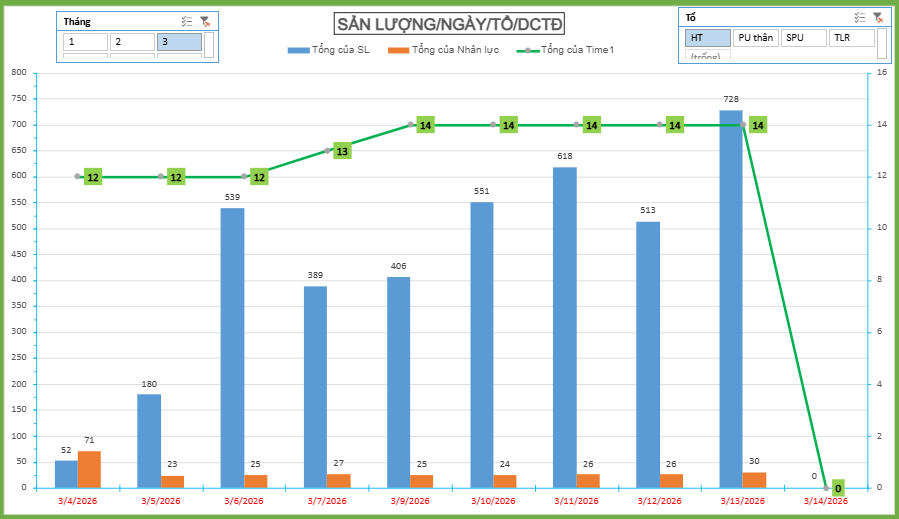 Tháng
1 2 3
SẢN LƯỢNG/NGÀY/TỔ/DCTĐ
Tổ
HT PU thân SPU TLR
(trống)
Tổng của SL Tổng của Nhân lực Tổng của Time1
800
750
700
650
600
550
500
450
400
350
300
250
200
150
100
50
0
16
14
12
10
8
6
4
2
0
12 12 12 13 14 14 14 14 14 0
52 180 539 389 406 551 618 513 728 0
71 23 25 27 25 24 26 26 30
3/4/2026 3/5/2026 3/6/2026 3/7/2026 3/9/2026 3/10/2026 3/11/2026 3/12/2026 3/13/2026 3/14/2026